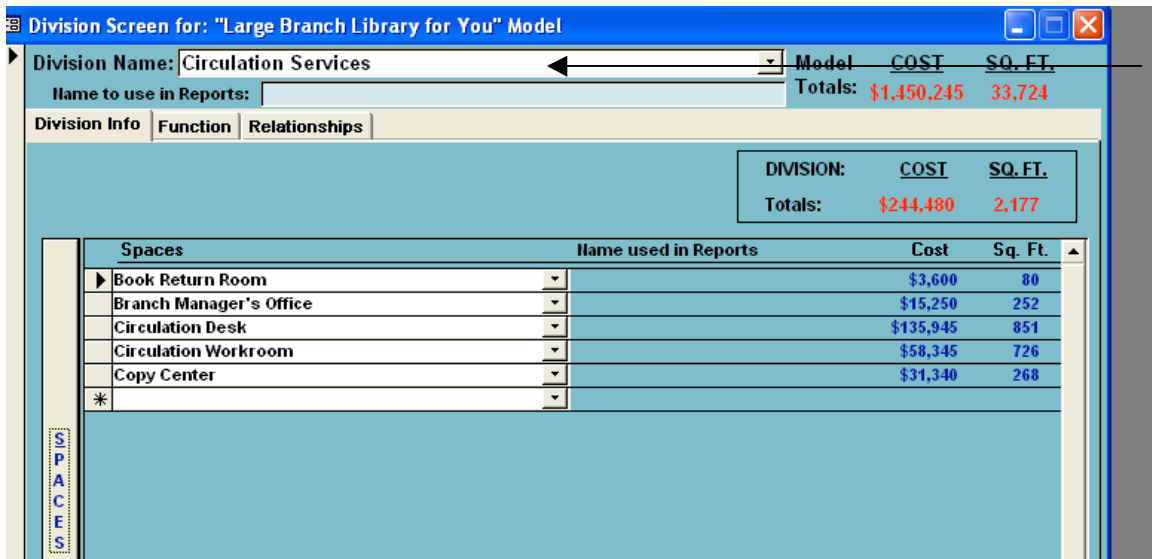 Division Screen for: "Large Branch Library for You" Model
Division Name: Circulation Services Model COST SQ. FT.
Name to use in Reports: Totals: $1,450,245 33,724
Division Info Function Relationships
DIVISION: COST SQ. FT.
Totals: $244,480 2,177
Spaces Name used in Reports Cost Sq. Ft.
Book Return Room $3,600 80
Branch Manager's Office $15,250 252
Circulation Desk $135,945 851
Circulation Workroom $58,345 726
Copy Center $31,340 268
*
SPACES